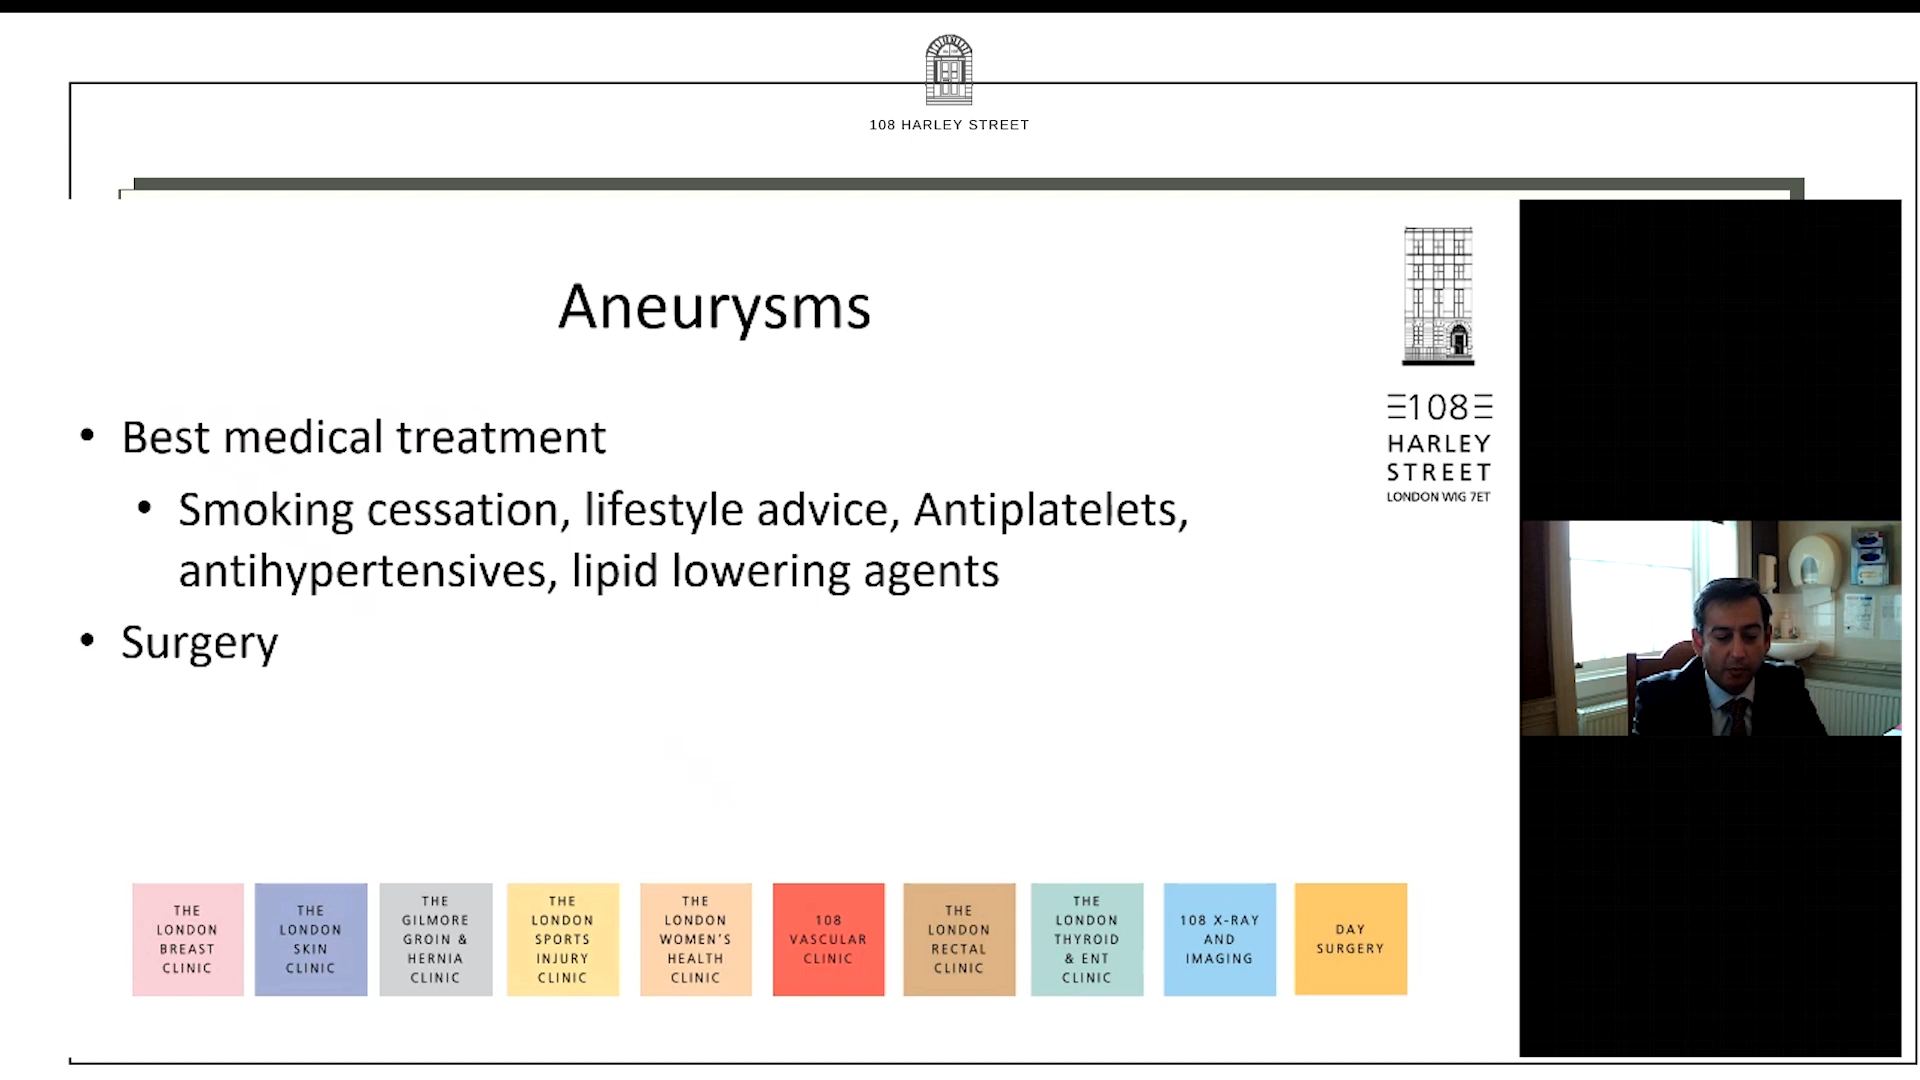 108 HARLEY STREET
Aneurysms
• Best medical treatment
• Smoking cessation, lifestyle advice, Antiplatelets,
antihypertensives, lipid lowering agents
• Surgery
108
HARLEY
STREET
LONDON W1G 7ET
THE
LONDON
BREAST
CLINIC
THE
LONDON
SKIN
CLINIC
THE
GILMORE
GROIN &
HERNIA
CLINIC
THE
LONDON
SPORTS
INJURY
CLINIC
THE
LONDON
WOMEN'S
HEALTH
CLINIC
108
VASCULAR
CLINIC
THE
LONDON
RECTAL
CLINIC
THE
LONDON
THYROID
& ENT
CLINIC
108 X-RAY
AND
IMAGING
DAY
SURGERY